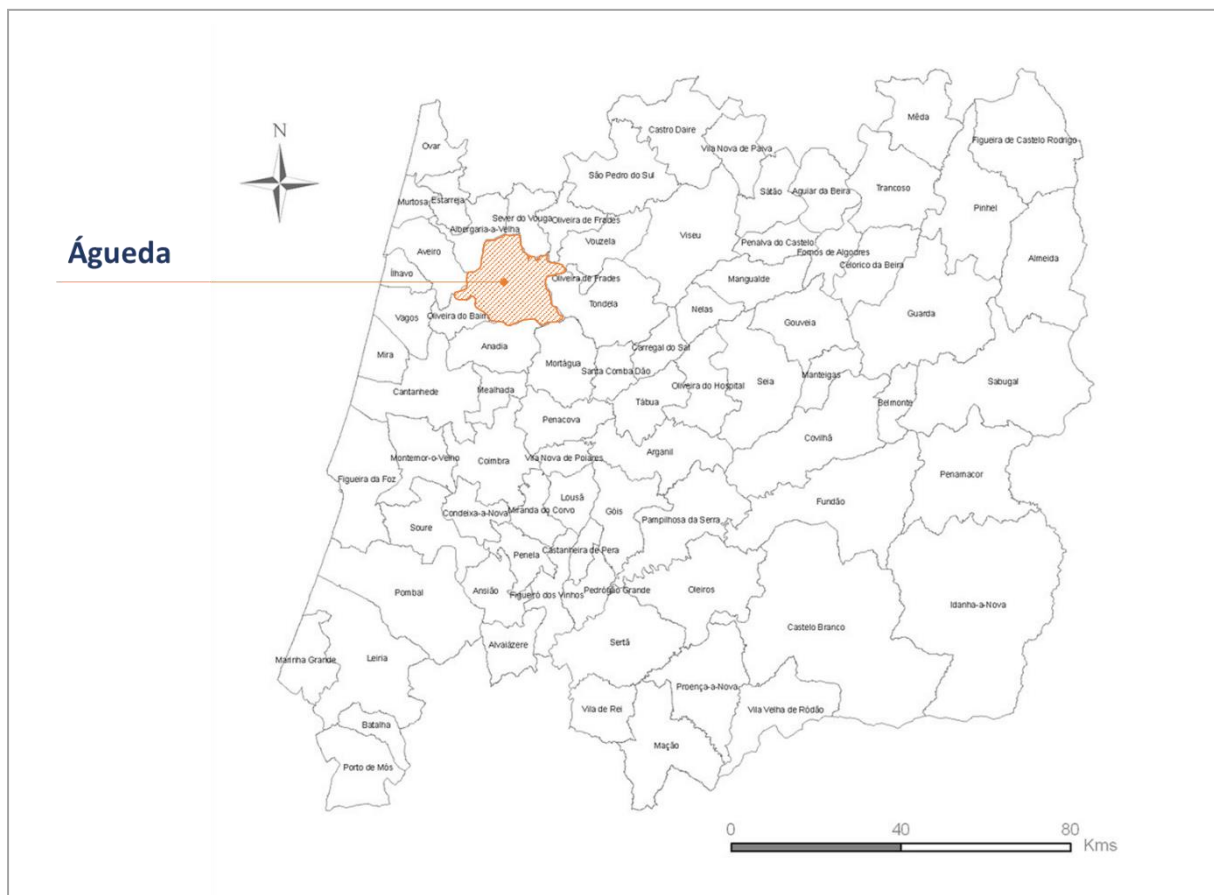 Mêda
Castro Daire
Figueira de Castelo Rodrigo
N
Ovar
Vila Nova de Paiva
São Pedro do Sul
Sátão
Aguiar da Beira
Trancoso
Murtosa
Estarreja
Pinhel
Sever do Vouga
Oliveira de Frades
Albergaria-a-Velha
Viseu
Vouzela
Penalva do Castelo
Águeda
Aveiro
Fornos de Algodres
Almeida
Celorico da Beira
Ílhavo
Oliveira de Frades
Mangualde
Tondela
Nelas
Guarda
Vagos
Oliveira do Bairr
Gouveia
Anadia
Carregal do Sal
Mira
Mortágua
Santa Comba Dão
Manteigas
Seia
Sabugal
Cantanhede
Mealhada
Oliveira do Hospital
Tábua
Belmonte
Penacova
Covilhã
Arganil
Montemor-o-Velho
Coimbra
Vila Nova de Poiares
Penamacor
Figueira da Foz
Lousã
Fundão
Condeixa-a-Nova
Miranda do Corvo
Góis
Pampilhosa da Serra
Soure
Castanheira de Pera
Penela
Pombal
Ansião
Figueiró dos Vinhos
Pedrógão Grande
Oleiros
Idanha-a-Nova
Castelo Branco
Alvaiázere
Sertã
Marinha Grande
Leiria
Proença-a-Nova
Vila de Rei
Vila Velha de Ródão
Batalha
Mação
Porto de Mós
0 40 80
Kms